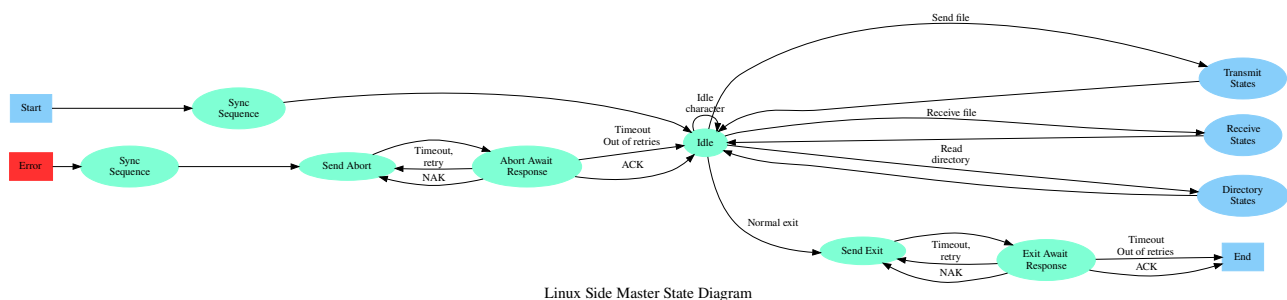 Send file
Transmit
States
Start
Sync
Sequence
Idle
character
Receive file
Receive
States
Timeout
Out of retries
Idle
Error
Sync
Sequence
Send Abort
Timeout,
retry
NAK
Abort Await
Response
ACK
Read
directory
Directory
States
Normal exit
Send Exit
Timeout,
retry
NAK
Exit Await
Response
Timeout
Out of retries
ACK
End
Linux Side Master State Diagram